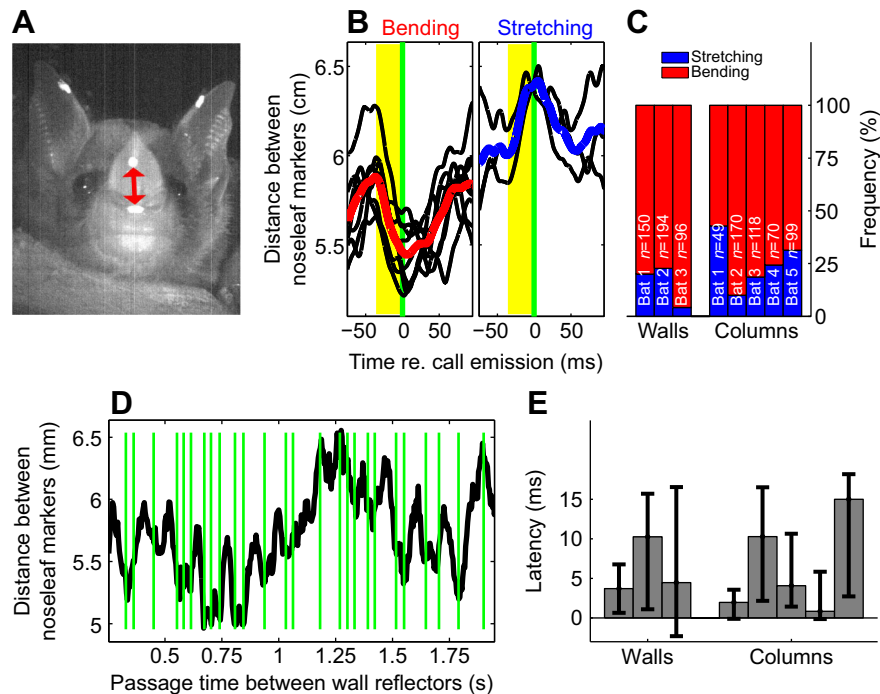 A
B
Bending
Stretching
C
Stretching
Bending
Distance between
noseleaf markers (cm)
6.5
6
5.5
−50
0
50
−50
0
50
Time re. call emission (ms)
Bat 1 n=150
Bat 2 n=194
Bat 3 n=96
Bat 1 n=49
Bat 2 n=170
Bat 3 n=118
Bat 4 n=70
Bat 5 n=99
100
75
50
25
0
Frequency (%)
Walls
Columns
D
Distance between
noseleaf markers (mm)
6.5
6
5.5
5
0.5
0.75
1
1.25
1.5
1.75
Passage time between wall reflectors (s)
E
Latency (ms)
15
10
5
0
Walls
Columns